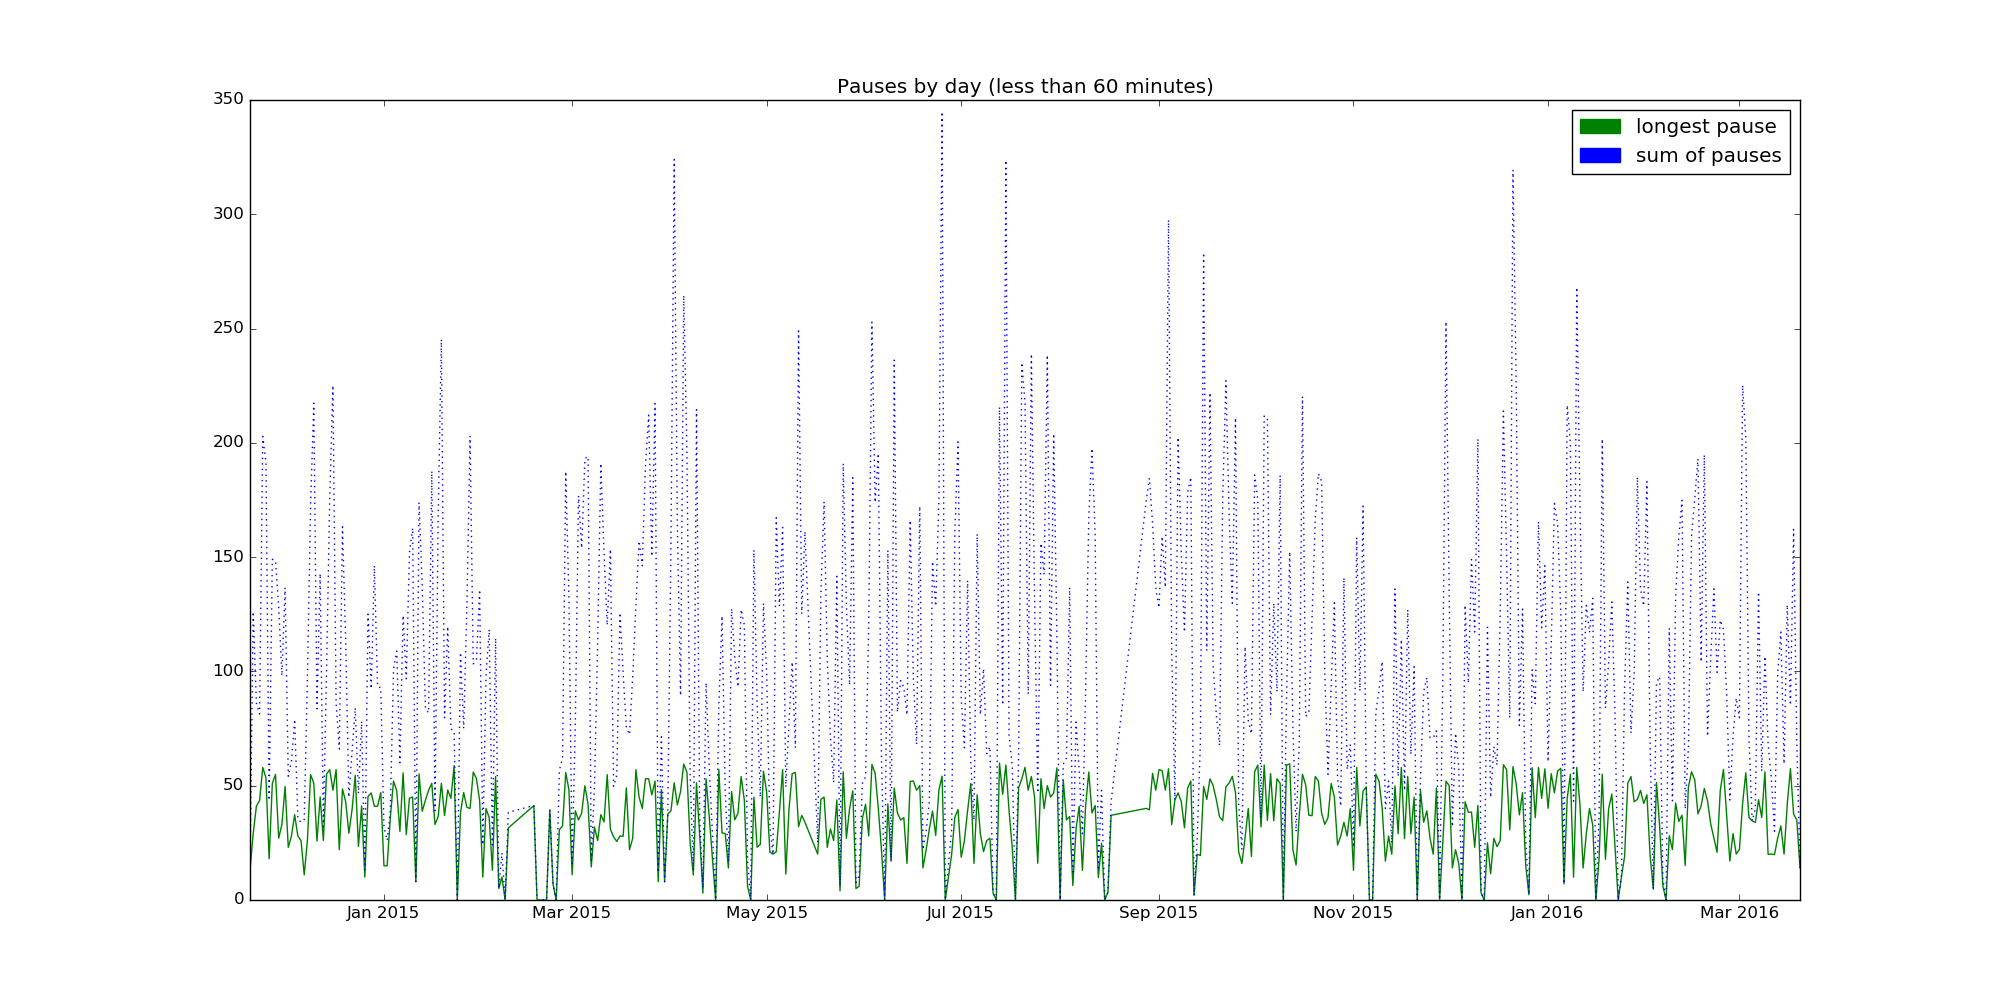 Pauses by day (less than 60 minutes)
350
300
250
200
150
100
50
0
longest pause
sum of pauses
Jan 2015
Mar 2015
May 2015
Jul 2015
Sep 2015
Nov 2015
Jan 2016
Mar 2016